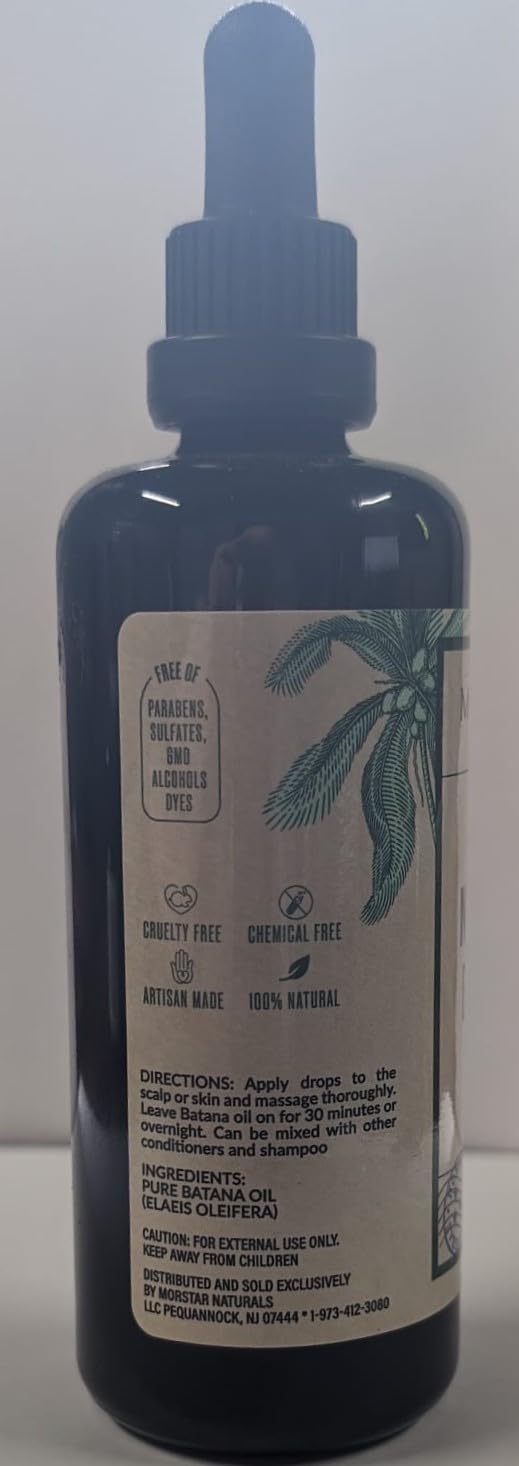 FREE OF
PARABENS,
SULFATES,
GMO
ALCOHOLS
DYES
CRUELTY FREE
CHEMICAL FREE
ARTISAN MADE
100% NATURAL
DIRECTIONS: Apply drops to the
scalp or skin and massage thoroughly.
Leave Batana oil on for 30 minutes or
overnight. Can be mixed with other
conditioners and shampoo
INGREDIENTS:
PURE BATANA OIL
(ELAEIS OLEIFERA)
CAUTION: FOR EXTERNAL USE ONLY.
KEEP AWAY FROM CHILDREN
DISTRIBUTED AND SOLD EXCLUSIVELY
BY MORSTAR NATURALS
LLC PEQUANNOCK, NJ 07444 * 1-973-412-3080